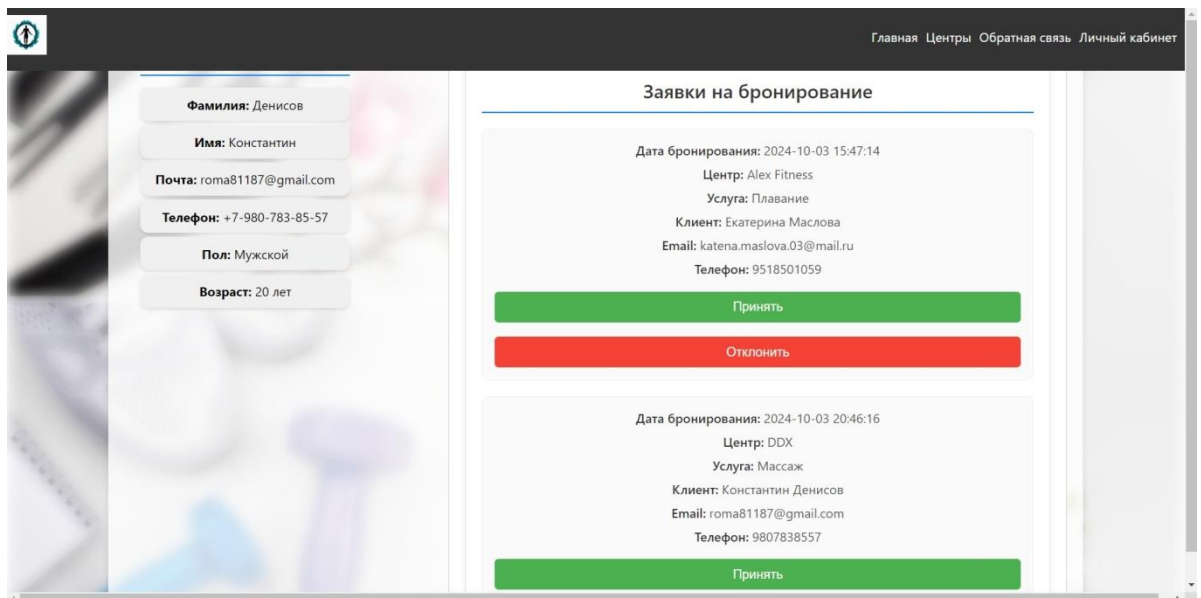 Главная Центры Обратная связь Личный кабинет
Фамилия: Денисов
Имя: Константин
Почта: roma81187@gmail.com
Телефон: +7-980-783-85-57
Пол: Мужской
Возраст: 20 лет
Заявки на бронирование
Дата бронирования: 2024-10-03 15:47:14
Центр: Alex Fitness
Услуга: Плавание
Клиент: Екатерина Маслова
Email: katena.maslova.03@mail.ru
Телефон: 9518501059
Принять
Отклонить
Дата бронирования: 2024-10-03 20:46:16
Центр: DDX
Услуга: Массаж
Клиент: Константин Денисов
Email: roma81187@gmail.com
Телефон: 9807838557
Принять